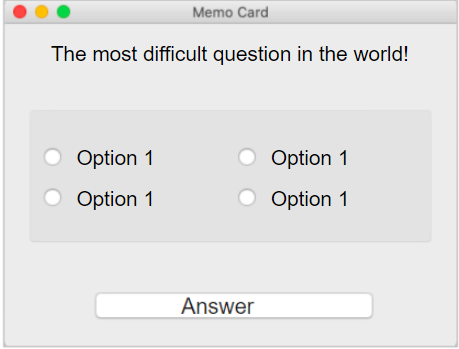 Memo Card
The most difficult question in the world!
Option 1 Option 1
Option 1 Option 1
Answer